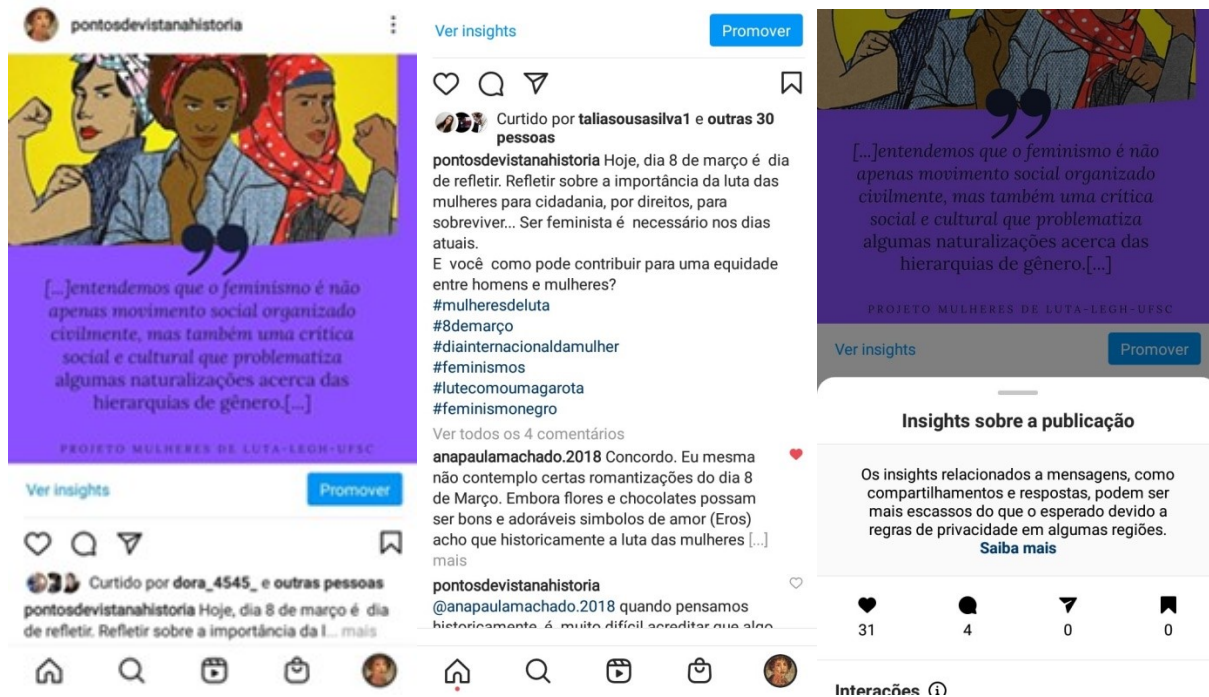 pontosdevistanahistoria
[...]entendemos que o feminismo é não
apenas movimento social organizado
civilmente, mas também uma crítica
social e cultural que problematiza
algumas naturalizações acerca das
hierarquias de gênero.[...]
PROJETO MULHERES DE LUTA-LEGH-UFSC
Ver insights
Promover
Curtido por dora_4545_ e outras pessoas
pontosdevistanahistoria Hoje, dia 8 de março é dia
de refletir. Refletir sobre a importância da l... mais
Ver insights
Promover
Curtido por taliasousasilva1 e outras 30
pessoas
pontosdevistanahistoria Hoje, dia 8 de março é dia
de refletir. Refletir sobre a importância da luta das
mulheres para cidadania, por direitos, para
sobreviver... Ser feminista é necessário nos dias
atuais.
E você como pode contribuir para uma equidade
entre homens e mulheres?
#mulheresdeluta
#8demarço
#diainternacionaldamulher
#feminismos
#lutecomoumagarota
#feminismonegro
Ver todos os 4 comentários
anapaulamachado.2018 Concordo. Eu mesma
não contemplo certas romantizações do dia 8
de Março. Embora flores e chocolates possam
ser bons e adoráveis simbolos de amor (Eros)
acho que historicamente a luta das mulheres [...]
mais
pontosdevistanahistoria
@anapaulamachado.2018 quando pensamos
historicamente, é muito difícil acreditar que algo
[...]entendemos que o feminismo é não
apenas movimento social organizado
civilmente, mas também uma crítica
social e cultural que problematiza
algumas naturalizações acerca das
hierarquias de gênero.[...]
PROJETO MULHERES DE LUTA-LEGH-UFSC
Ver insights
Promover
Insights sobre a publicação
Os insights relacionados a mensagens, como
compartilhamentos e respostas, podem ser
mais escassos do que o esperado devido a
regras de privacidade em algumas regiões.
Saiba mais
31 4 0 0
Interações